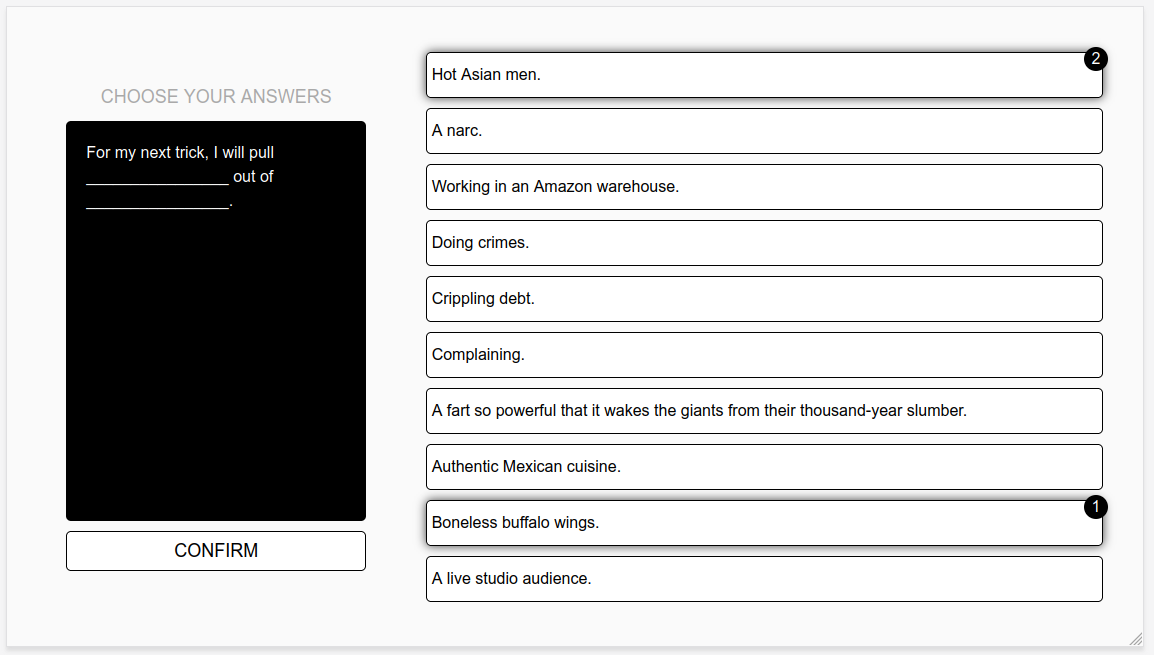 CHOOSE YOUR ANSWERS
For my next trick, I will pull
________________ out of
________________.
CONFIRM
2
Hot Asian men.
A narc.
Working in an Amazon warehouse.
Doing crimes.
Crippling debt.
Complaining.
A fart so powerful that it wakes the giants from their thousand-year slumber.
Authentic Mexican cuisine.
1
Boneless buffalo wings.
A live studio audience.